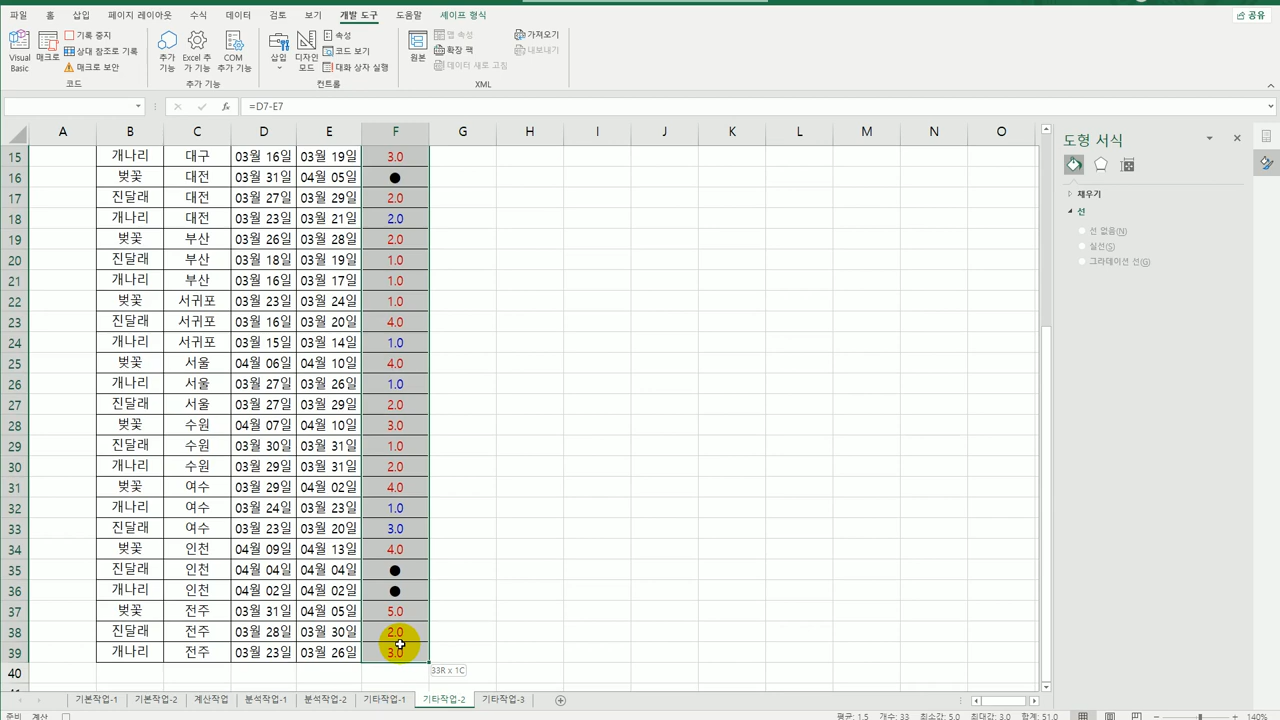 파일 홈 삽입 페이지 레이아웃 수식 데이터 검토 보기 개발 도구 도움말 셰이프 형식 공유
Visual Basic 매크로 기록 중지 상대 참조로 기록 매크로 보안 코드
추가 기능 Excel 추가 기능 COM 추가 기능 추가 기능
삽입 디자인 모드 속성 코드 보기 대화 상자 실행 컨트롤
원본 맵 속성 확장 팩 데이터 새로 고침 가져오기 내보내기 XML
fx =D7-E7
A B C D E F G H I J K L M N O
15 개나리 대구 03월 16일 03월 19일 3.0
16 벚꽃 대전 03월 31일 04월 05일 ●
17 진달래 대전 03월 27일 03월 29일 2.0
18 개나리 대전 03월 23일 03월 21일 2.0
19 벚꽃 부산 03월 26일 03월 28일 2.0
20 진달래 부산 03월 18일 03월 19일 1.0
21 개나리 부산 03월 16일 03월 17일 1.0
22 벚꽃 서귀포 03월 23일 03월 24일 1.0
23 진달래 서귀포 03월 16일 03월 20일 4.0
24 개나리 서귀포 03월 15일 03월 14일 1.0
25 벚꽃 서울 04월 06일 04월 10일 4.0
26 개나리 서울 03월 27일 03월 26일 1.0
27 진달래 서울 03월 27일 03월 29일 2.0
28 벚꽃 수원 04월 07일 04월 10일 3.0
29 진달래 수원 03월 30일 03월 31일 1.0
30 개나리 수원 03월 29일 03월 31일 2.0
31 벚꽃 여수 03월 29일 04월 02일 4.0
32 개나리 여수 03월 24일 03월 23일 1.0
33 진달래 여수 03월 23일 03월 20일 3.0
34 벚꽃 인천 04월 09일 04월 13일 4.0
35 진달래 인천 04월 04일 04월 04일 ●
36 개나리 인천 04월 02일 04월 02일 ●
37 벚꽃 전주 03월 31일 04월 05일 5.0
38 진달래 전주 03월 28일 03월 30일 2.0
39 개나리 전주 03월 23일 03월 26일 3.0
40 33R x 1C
도형 서식
채우기
선
선 없음(N)
실선(S)
그라데이션 선(G)
기본작업-1 기본작업-2 계산작업 분석작업-1 분석작업-2 기타작업-1 기타작업-2 기타작업-3
준비 계산 평균: 1.5 개수: 33 최소값: 5.0 최대값: 3.0 합계: 51.0 140%